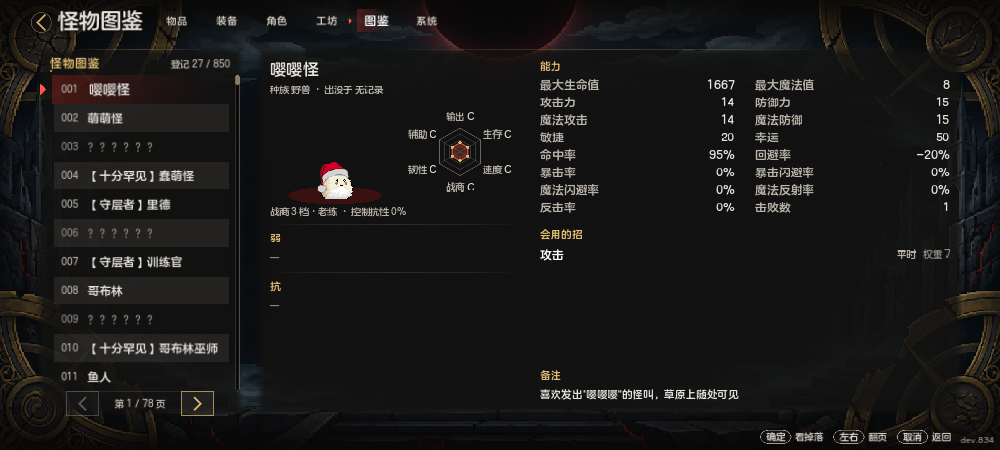 怪物图鉴 物品 装备 角色 工坊 图鉴 系统
怪物图鉴 登记 27 / 850
001 嘤嘤怪
002 萌萌怪
003 ? ? ? ? ? ?
004 【十分罕见】蠢萌怪
005 【守层者】里德
006 ? ? ? ? ? ?
007 【守层者】训练官
008 哥布林
009 ? ? ? ? ? ?
010 【十分罕见】哥布林巫师
011 鱼人
第 1 / 78 页
嘤嘤怪
种族 野兽 · 出没于 无记录
输出 C
辅助 C 生存 C
韧性 C 速度 C
战商 C
战商 3 档 · 老练 · 控制抗性 0%
弱
—
抗
—
能力
最大生命值 1667 最大魔法值 8
攻击力 14 防御力 15
魔法攻击 14 魔法防御 15
敏捷 20 幸运 50
命中率 95% 回避率 -20%
暴击率 0% 暴击闪避率 0%
魔法闪避率 0% 魔法反射率 0%
反击率 0% 击败数 1
会用的招
攻击 平时 权重 7
备注
喜欢发出"嘤嘤嘤"的怪叫，草原上随处可见
确定 看掉落 左右 翻页 取消 返回 dev.834